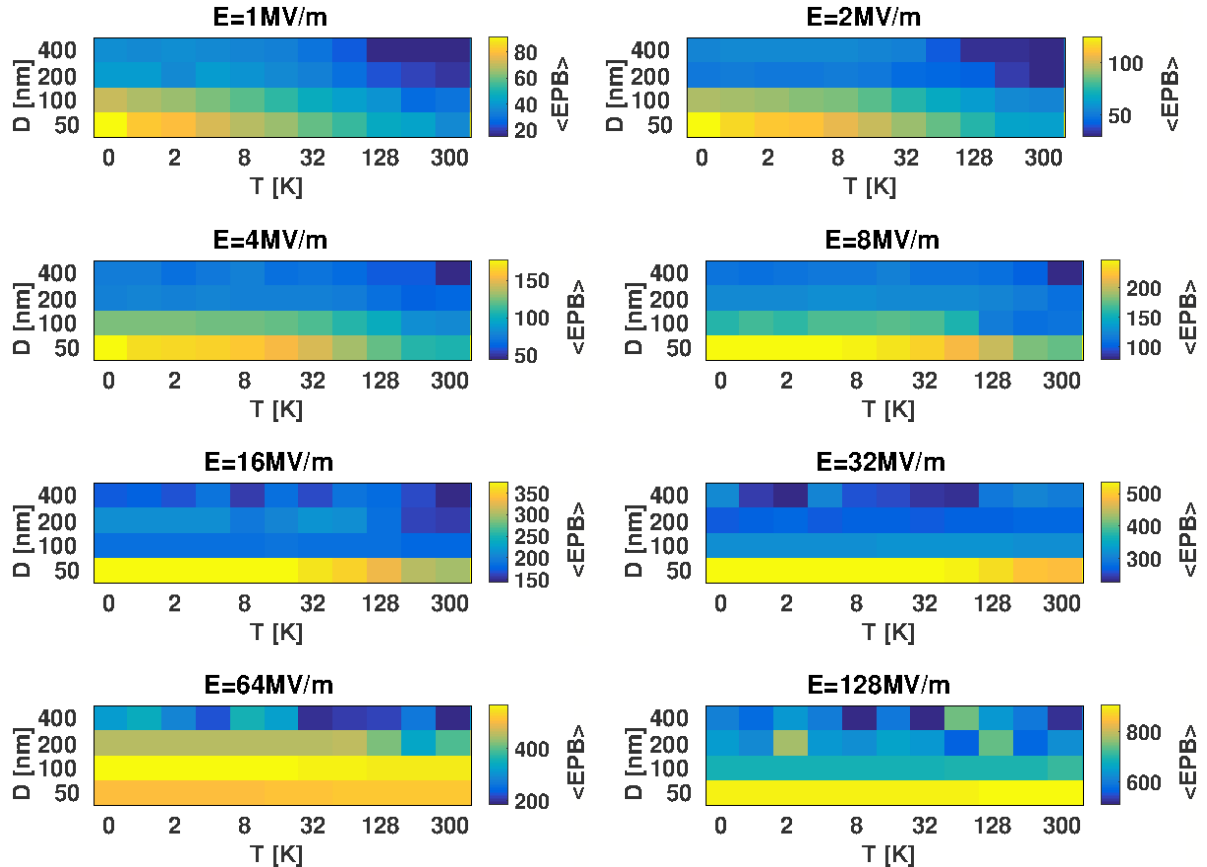 E=1MV/m
400
200
100
50
D [nm]
0 2 8 32 128 300
T [K]
80
60
40
20
<EPB>
E=2MV/m
400
200
100
50
D [nm]
0 2 8 32 128 300
T [K]
100
50
<EPB>
E=4MV/m
400
200
100
50
D [nm]
0 2 8 32 128 300
T [K]
150
100
50
<EPB>
E=8MV/m
400
200
100
50
D [nm]
0 2 8 32 128 300
T [K]
200
150
100
<EPB>
E=16MV/m
400
200
100
50
D [nm]
0 2 8 32 128 300
T [K]
350
300
250
200
150
<EPB>
E=32MV/m
400
200
100
50
D [nm]
0 2 8 32 128 300
T [K]
500
400
300
<EPB>
E=64MV/m
400
200
100
50
D [nm]
0 2 8 32 128 300
T [K]
400
200
<EPB>
E=128MV/m
400
200
100
50
D [nm]
0 2 8 32 128 300
T [K]
800
600
<EPB>